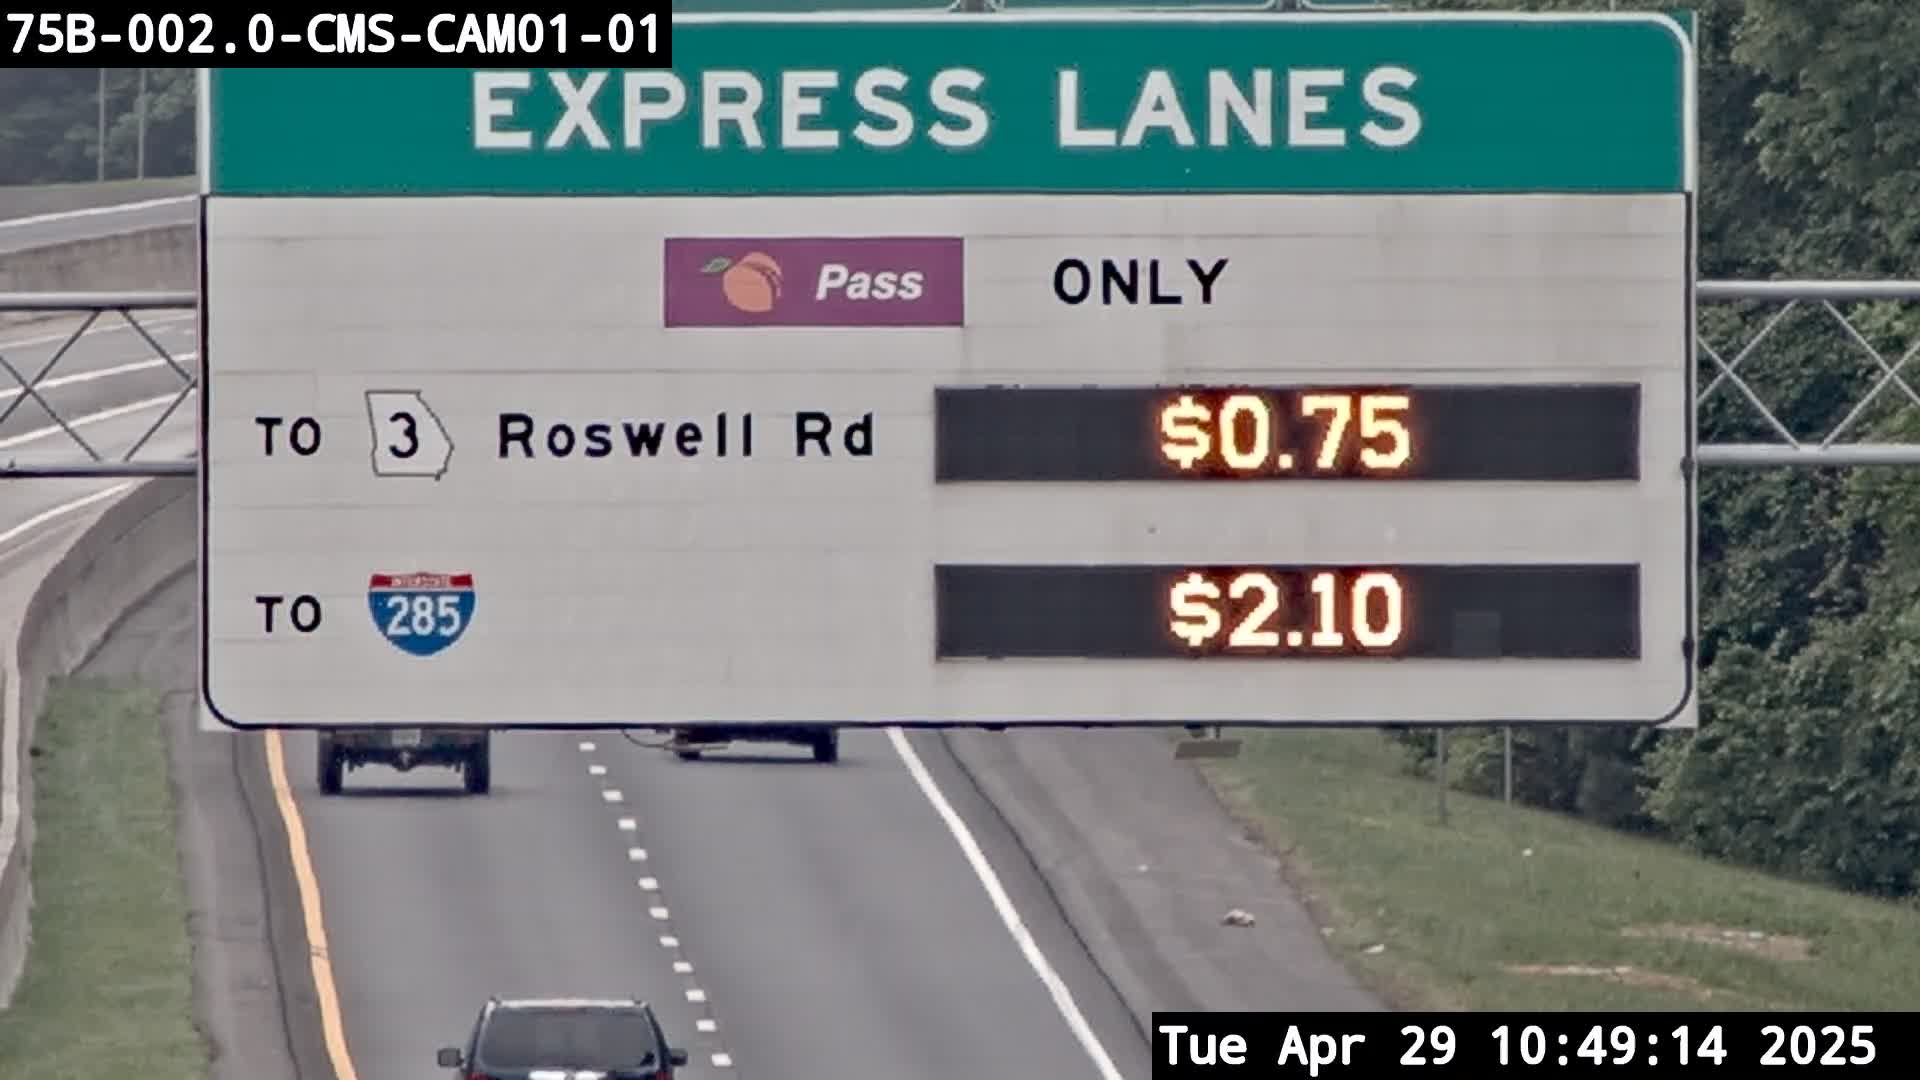 75B-002.0-CMS-CAM01-01
EXPRESS LANES
Pass ONLY
TO 3 Roswell Rd $0.75
TO INTERSTATE 285 $2.10
Tue Apr 29 10:49:14 2025